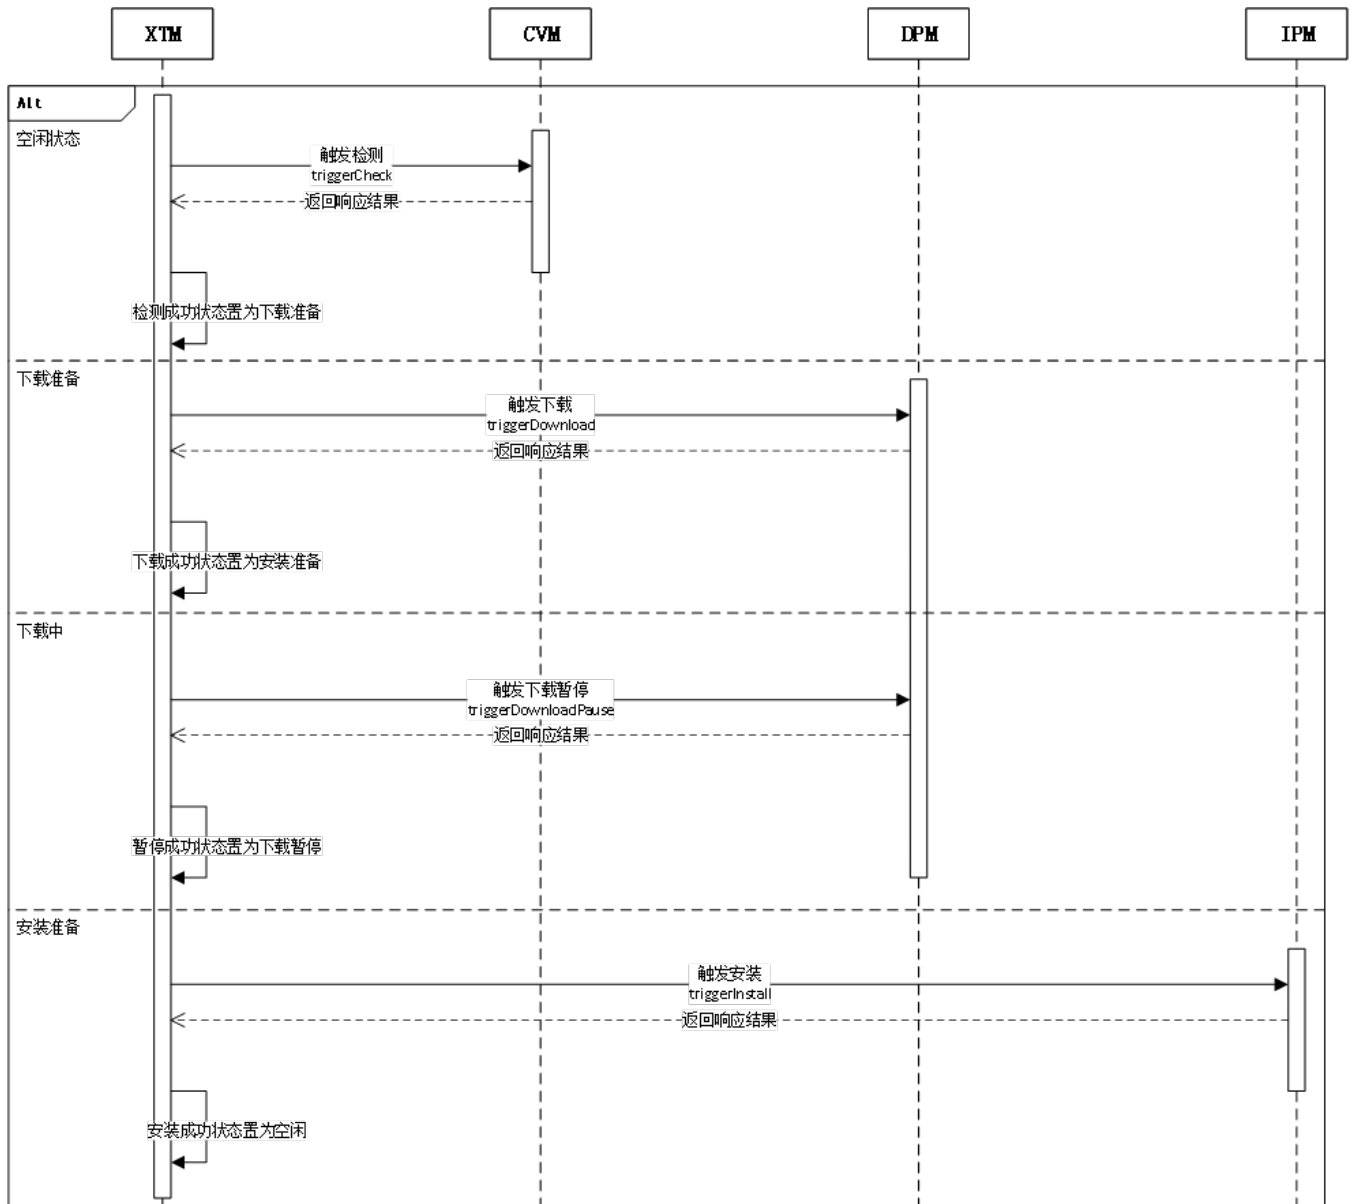 XTM
CVM
DPM
IPM
Alt
空闲状态
触发检测
triggerCheck
返回响应结果
检测成功状态置为下载准备
下载准备
触发下载
triggerDownload
返回响应结果
下载成功状态置为安装准备
下载中
触发下载暂停
triggerDownloadPause
返回响应结果
暂停成功状态置为下载暂停
安装准备
触发安装
triggerInstall
返回响应结果
安装成功状态置为空闲